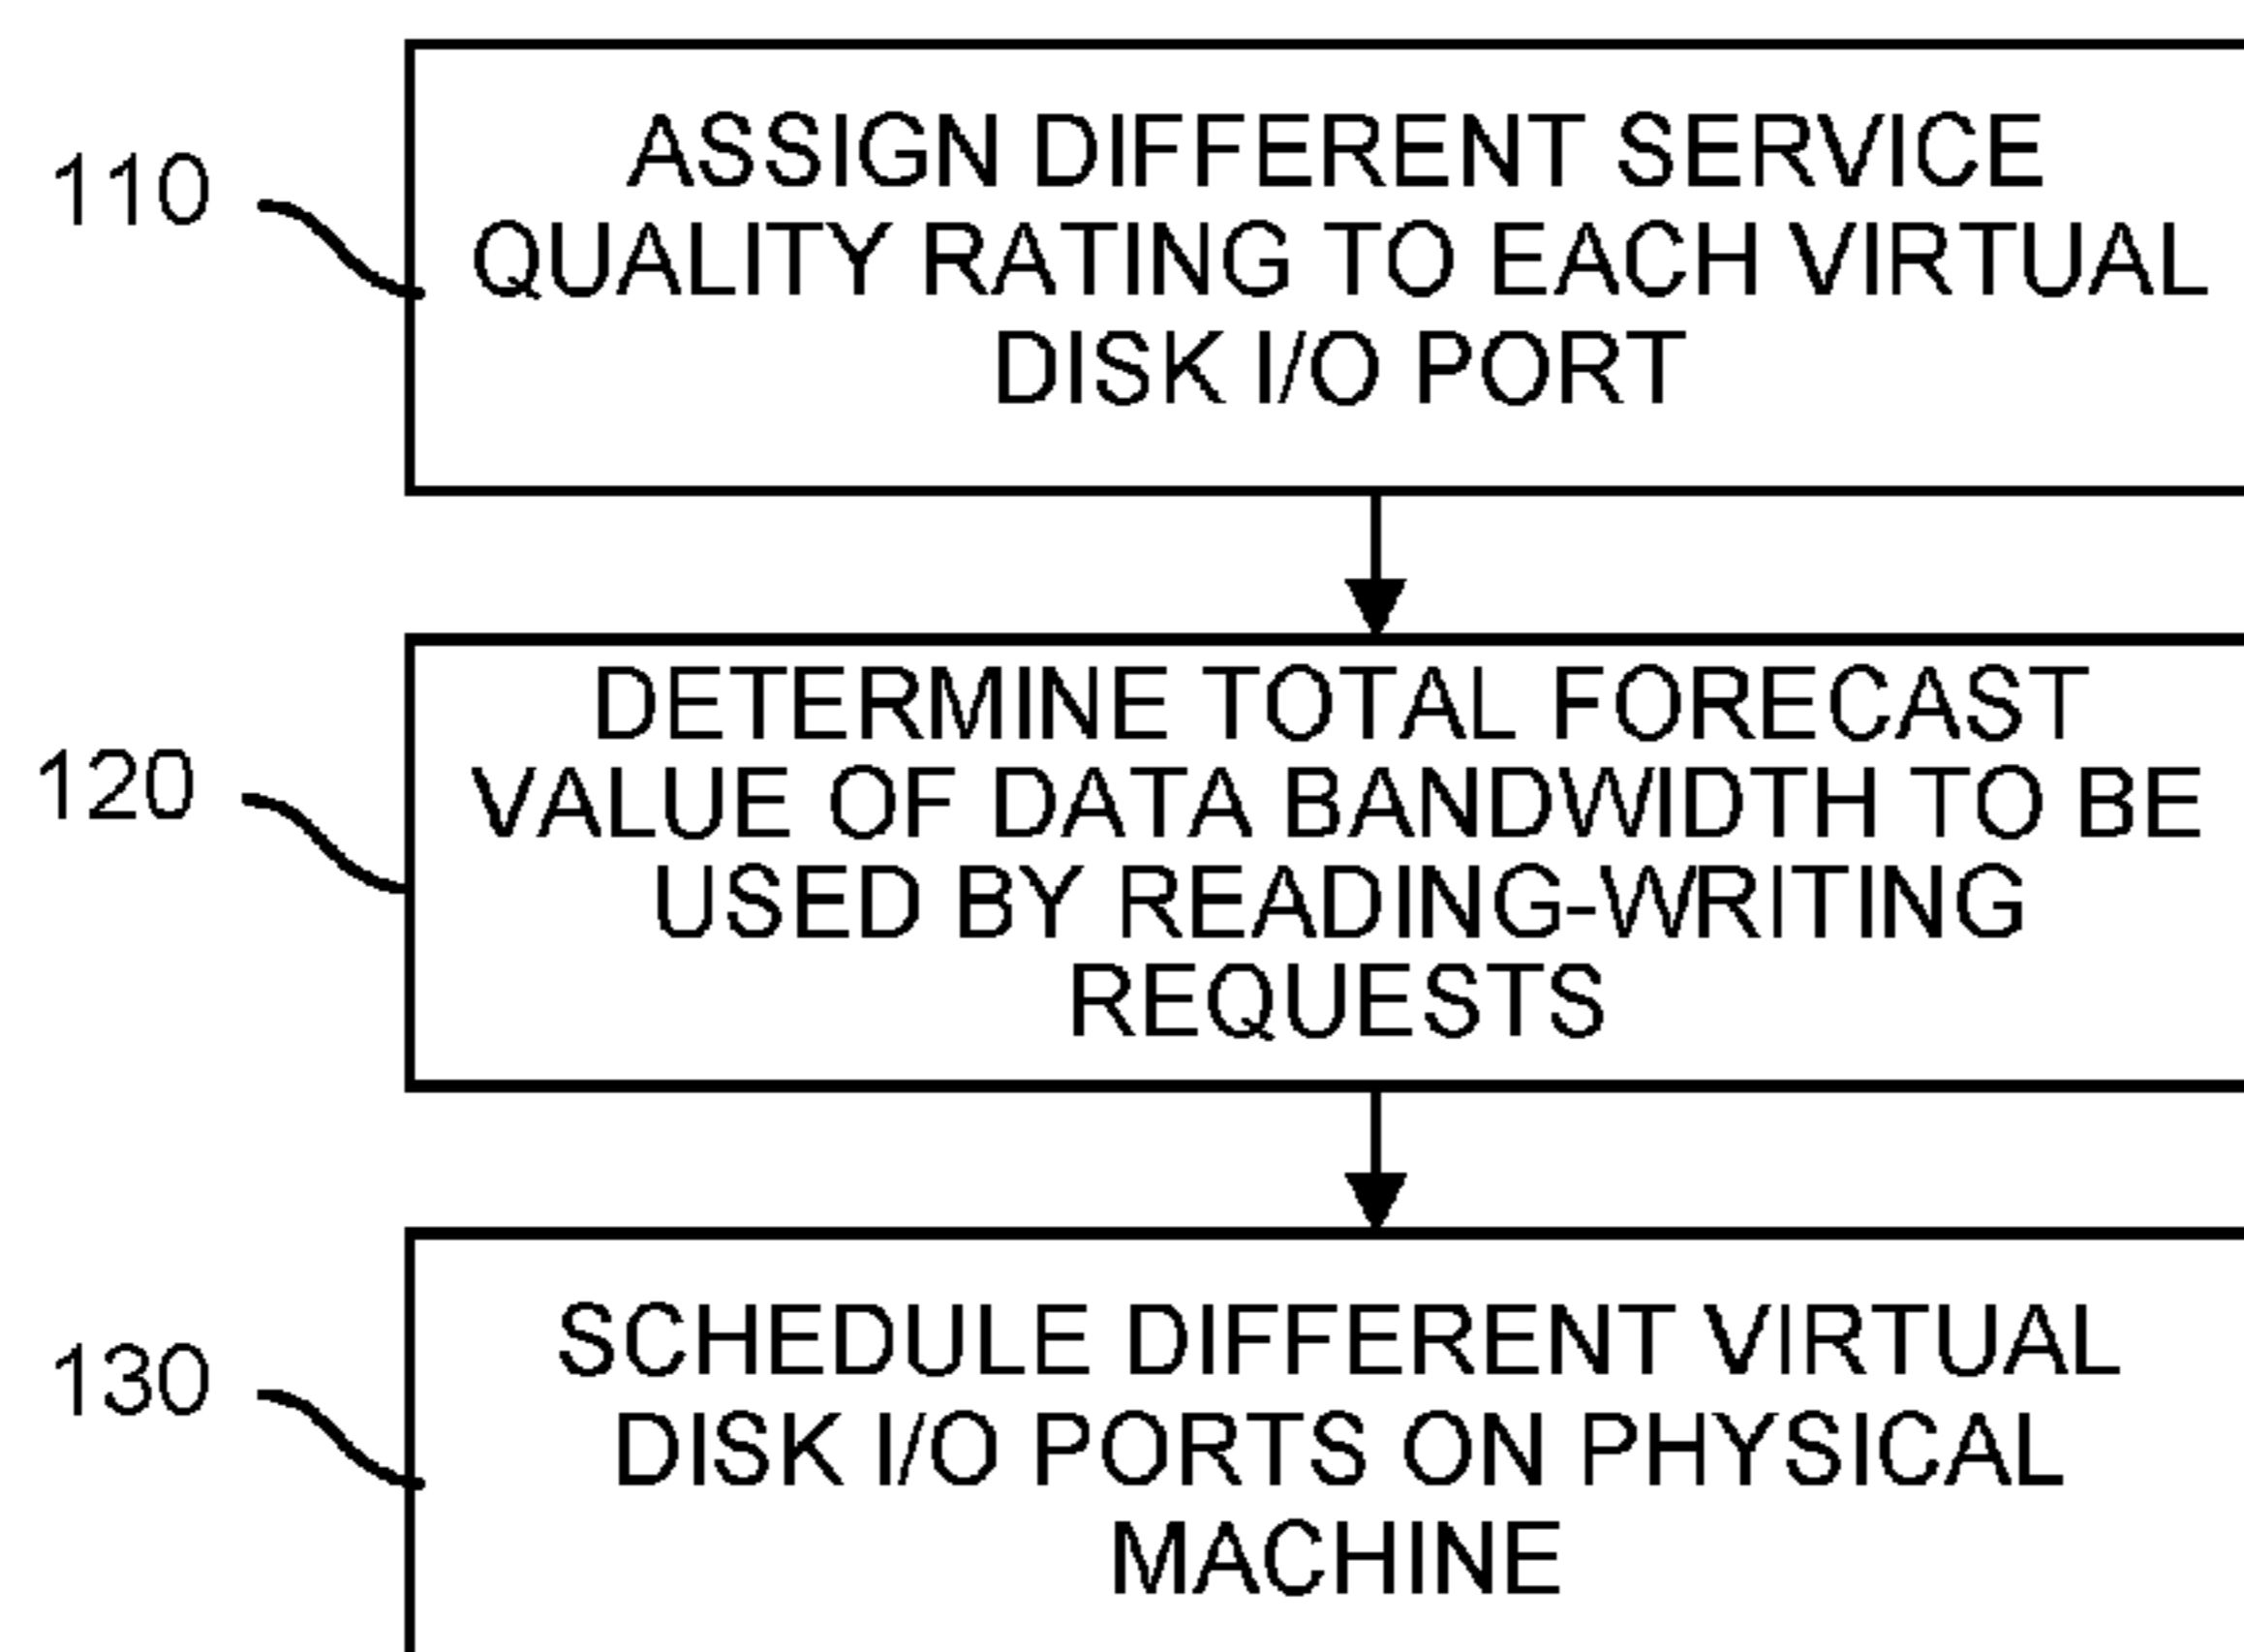 110
ASSIGN DIFFERENT SERVICE
QUALITY RATING TO EACH VIRTUAL
DISK I/O PORT
120
DETERMINE TOTAL FORECAST
VALUE OF DATA BANDWIDTH TO BE
USED BY READING-WRITING
REQUESTS
130
SCHEDULE DIFFERENT VIRTUAL
DISK I/O PORTS ON PHYSICAL
MACHINE